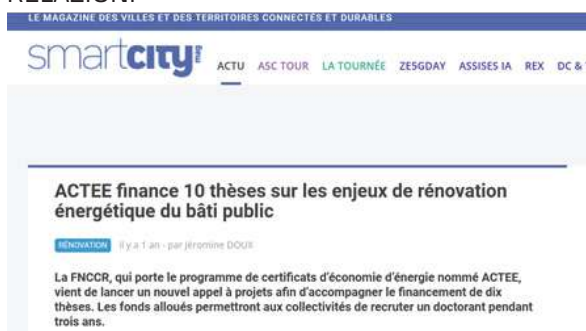 LE MAGAZINE DES VILLES ET DES TERRITOIRES CONNECTÉS ET DURABLES
smartcity
ACTU ASC TOUR LA TOURNÉE ZE5GDAY ASSISES IA REX DC &
ACTEE finance 10 thèses sur les enjeux de rénovation
énergétique du bâti public
RÉNOVATION il y a 1 an - par Jéromine DOUX
La FNCCR, qui porte le programme de certificats d'économie d'énergie nommé ACTEE,
vient de lancer un nouvel appel à projets afin d'accompagner le financement de dix
thèses. Les fonds alloués permettront aux collectivités de recruter un doctorant pendant
trois ans.